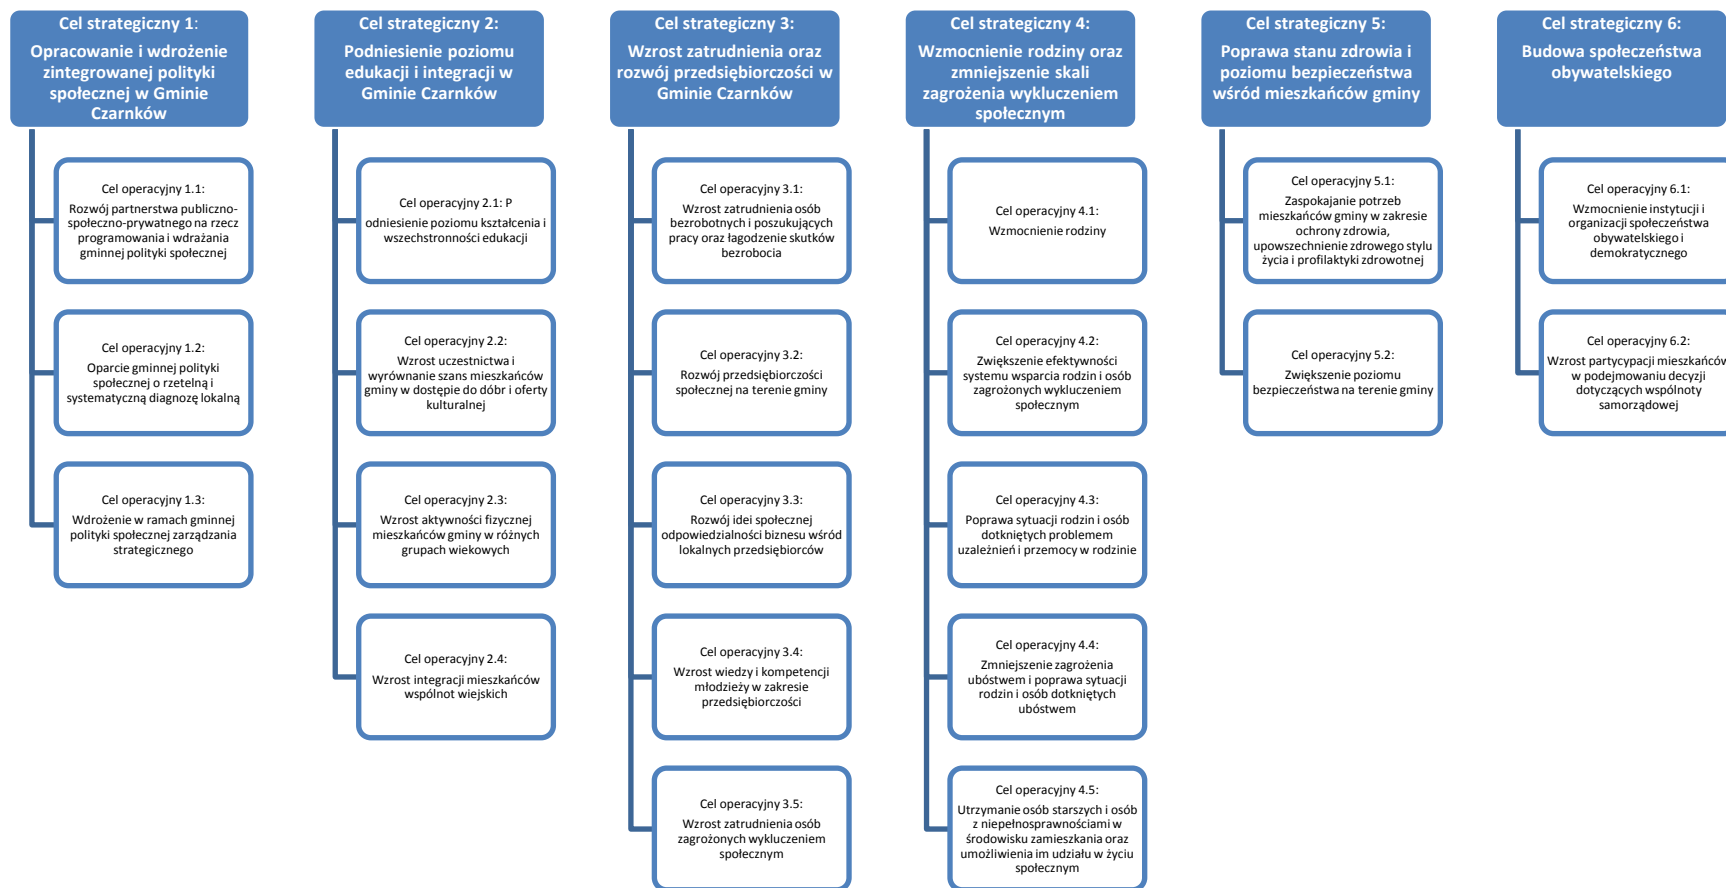 Cel strategiczny 1:
Opracowanie i wdrożenie
zintegrowanej polityki
społecznej w Gminie
Czarnków
Cel operacyjny 1.1:
Rozwój partnerstwa publiczno-
społeczno-prywatnego na rzecz
programowania i wdrażania
gminnej polityki społecznej
Cel operacyjny 1.2:
Oparcie gminnej polityki
społecznej o rzetelną i
systematyczną diagnozę lokalną
Cel operacyjny 1.3:
Wdrożenie w ramach gminnej
polityki społecznej zarządzania
strategicznego
Cel strategiczny 2:
Podniesienie poziomu
edukacji i integracji w
Gminie Czarnków
Cel operacyjny 2.1: P
odniesienie poziomu kształcenia i
wszechstronności edukacji
Cel operacyjny 2.2:
Wzrost uczestnictwa i
wyrównanie szans mieszkańców
gminy w dostępie do dóbr i oferty
kulturalnej
Cel operacyjny 2.3:
Wzrost aktywności fizycznej
mieszkańców gminy w różnych
grupach wiekowych
Cel operacyjny 2.4:
Wzrost integracji mieszkańców
wspólnot wiejskich
Cel strategiczny 3:
Wzrost zatrudnienia oraz
rozwój przedsiębiorczości w
Gminie Czarnków
Cel operacyjny 3.1:
Wzrost zatrudnienia osób
bezrobotnych i poszukujących
pracy oraz łagodzenie skutków
bezrobocia
Cel operacyjny 3.2:
Rozwój przedsiębiorczości
społecznej na terenie gminy
Cel operacyjny 3.3:
Rozwój idei społecznej
odpowiedzialności biznesu wśród
lokalnych przedsiębiorców
Cel operacyjny 3.4:
Wzrost wiedzy i kompetencji
młodzieży w zakresie
przedsiębiorczości
Cel operacyjny 3.5:
Wzrost zatrudnienia osób
zagrożonych wykluczeniem
społecznym
Cel strategiczny 4:
Wzmocnienie rodziny oraz
zmniejszenie skali
zagrożenia wykluczeniem
społecznym
Cel operacyjny 4.1:
Wzmocnienie rodziny
Cel operacyjny 4.2:
Zwiększenie efektywności
systemu wsparcia rodzin i osób
zagrożonych wykluczeniem
społecznym
Cel operacyjny 4.3:
Poprawa sytuacji rodzin i osób
dotkniętych problemem
uzależnień i przemocy w rodzinie
Cel operacyjny 4.4:
Zmniejszenie zagrożenia
ubóstwem i poprawa sytuacji
rodzin i osób dotkniętych
ubóstwem
Cel operacyjny 4.5:
Utrzymanie osób starszych i osób
z niepełnosprawnościami w
środowisku zamieszkania oraz
umożliwienia im udziału w życiu
społecznym
Cel strategiczny 5:
Poprawa stanu zdrowia i
poziomu bezpieczeństwa
wśród mieszkańców gminy
Cel operacyjny 5.1:
Zaspokajanie potrzeb
mieszkańców gminy w zakresie
ochrony zdrowia,
upowszechnienie zdrowego stylu
życia i profilaktyki zdrowotnej
Cel operacyjny 5.2:
Zwiększenie poziomu
bezpieczeństwa na terenie gminy
Cel strategiczny 6:
Budowa społeczeństwa
obywatelskiego
Cel operacyjny 6.1:
Wzmocnienie instytucji i
organizacji społeczeństwa
obywatelskiego i
demokratycznego
Cel operacyjny 6.2:
Wzrost partycypacji mieszkańców
w podejmowaniu decyzji
dotyczących wspólnoty
samorządowej